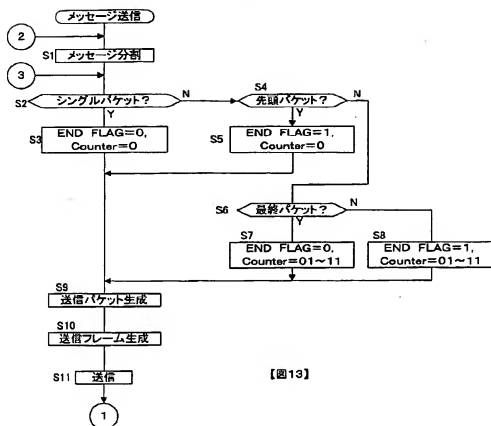 メッセージ送信
2
S1 メッセージ分割
3
S2 シングルパケット? N
Y
S4
先頭パケット? N
Y
S3 END FLAG=0,
Counter=0
S5 END FLAG=1,
Counter=0
S6 最終パケット? N
Y
S7
END FLAG=0,
Counter=01~11
S8
END FLAG=1,
Counter=01~11
S9
送信パケット生成
S10
送信フレーム生成
S11 送信
1
【図13】